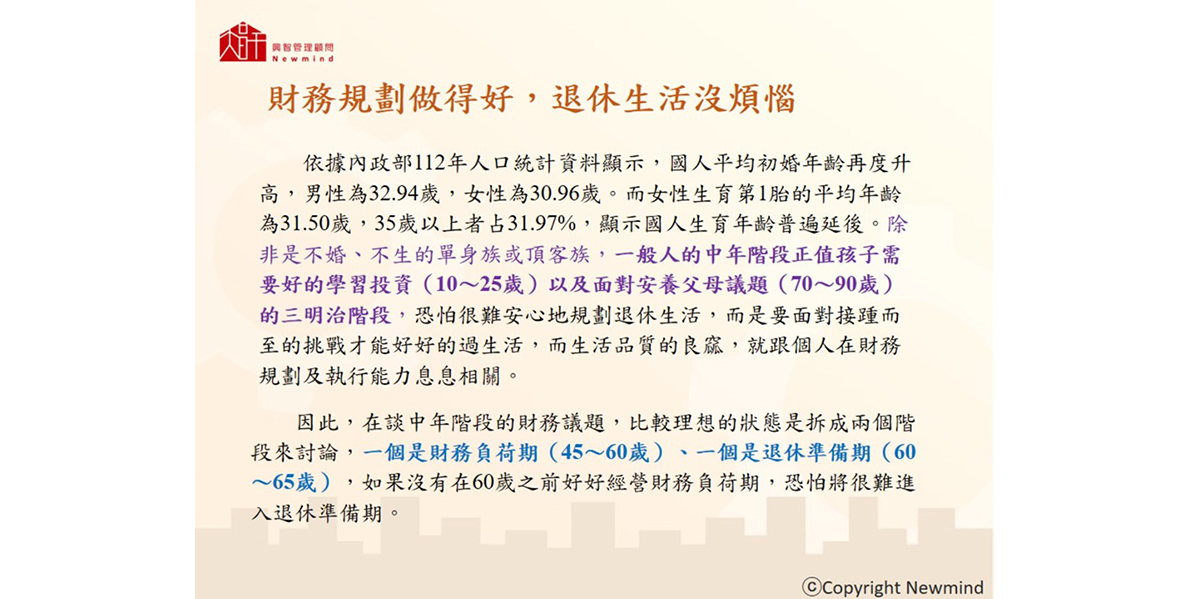 興智管理顧問
Newmind
財務規劃做得好，退休生活沒煩惱
依據內政部112年人口統計資料顯示，國人平均初婚年齡再度升
高，男性為32.94歲，女性為30.96歲。而女性生育第1胎的平均年齡
為31.50歲，35歲以上者占31.97%，顯示國人生育年齡普遍延後。除
非是不婚、不生的單身族或頂客族，一般人的中年階段正值孩子需
要好的學習投資（10～25歲）以及面對安養父母議題（70～90歲）
的三明治階段，恐怕很難安心地規劃退休生活，而是要面對接踵而
至的挑戰才能好好的過生活，而生活品質的良窳，就跟個人在財務
規劃及執行能力息息相關。
因此，在談中年階段的財務議題，比較理想的狀態是拆成兩個階
段來討論，一個是財務負荷期（45～60歲）、一個是退休準備期（60
～65歲），如果沒有在60歲之前好好經營財務負荷期，恐怕將很難進
入退休準備期。
ⓒCopyright Newmind